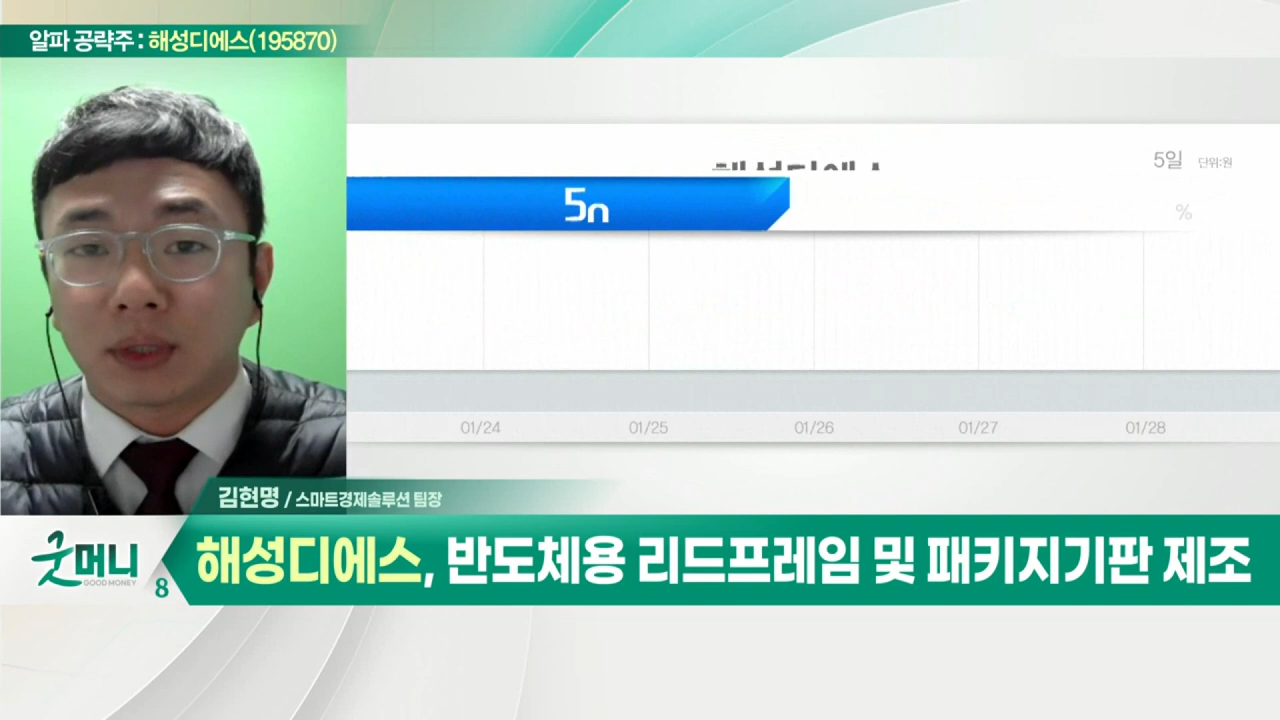 알파 공략주 : 해성디에스(195870)
5일 단위:원
%
01/24 01/25 01/26 01/27 01/28
김현명 / 스마트경제솔루션 팀장
굿머니
GOOD MONEY
8
해성디에스, 반도체용 리드프레임 및 패키지기판 제조